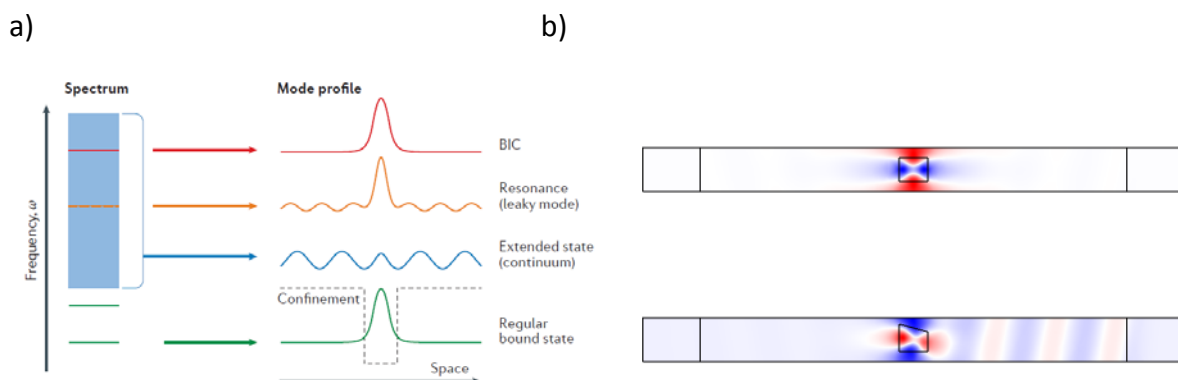 a)
b)
Spectrum
Mode profile
BIC
Resonance
(leaky mode)
Extended state
(continuum)
Confinement
Regular
bound state
Frequency, ω
Space